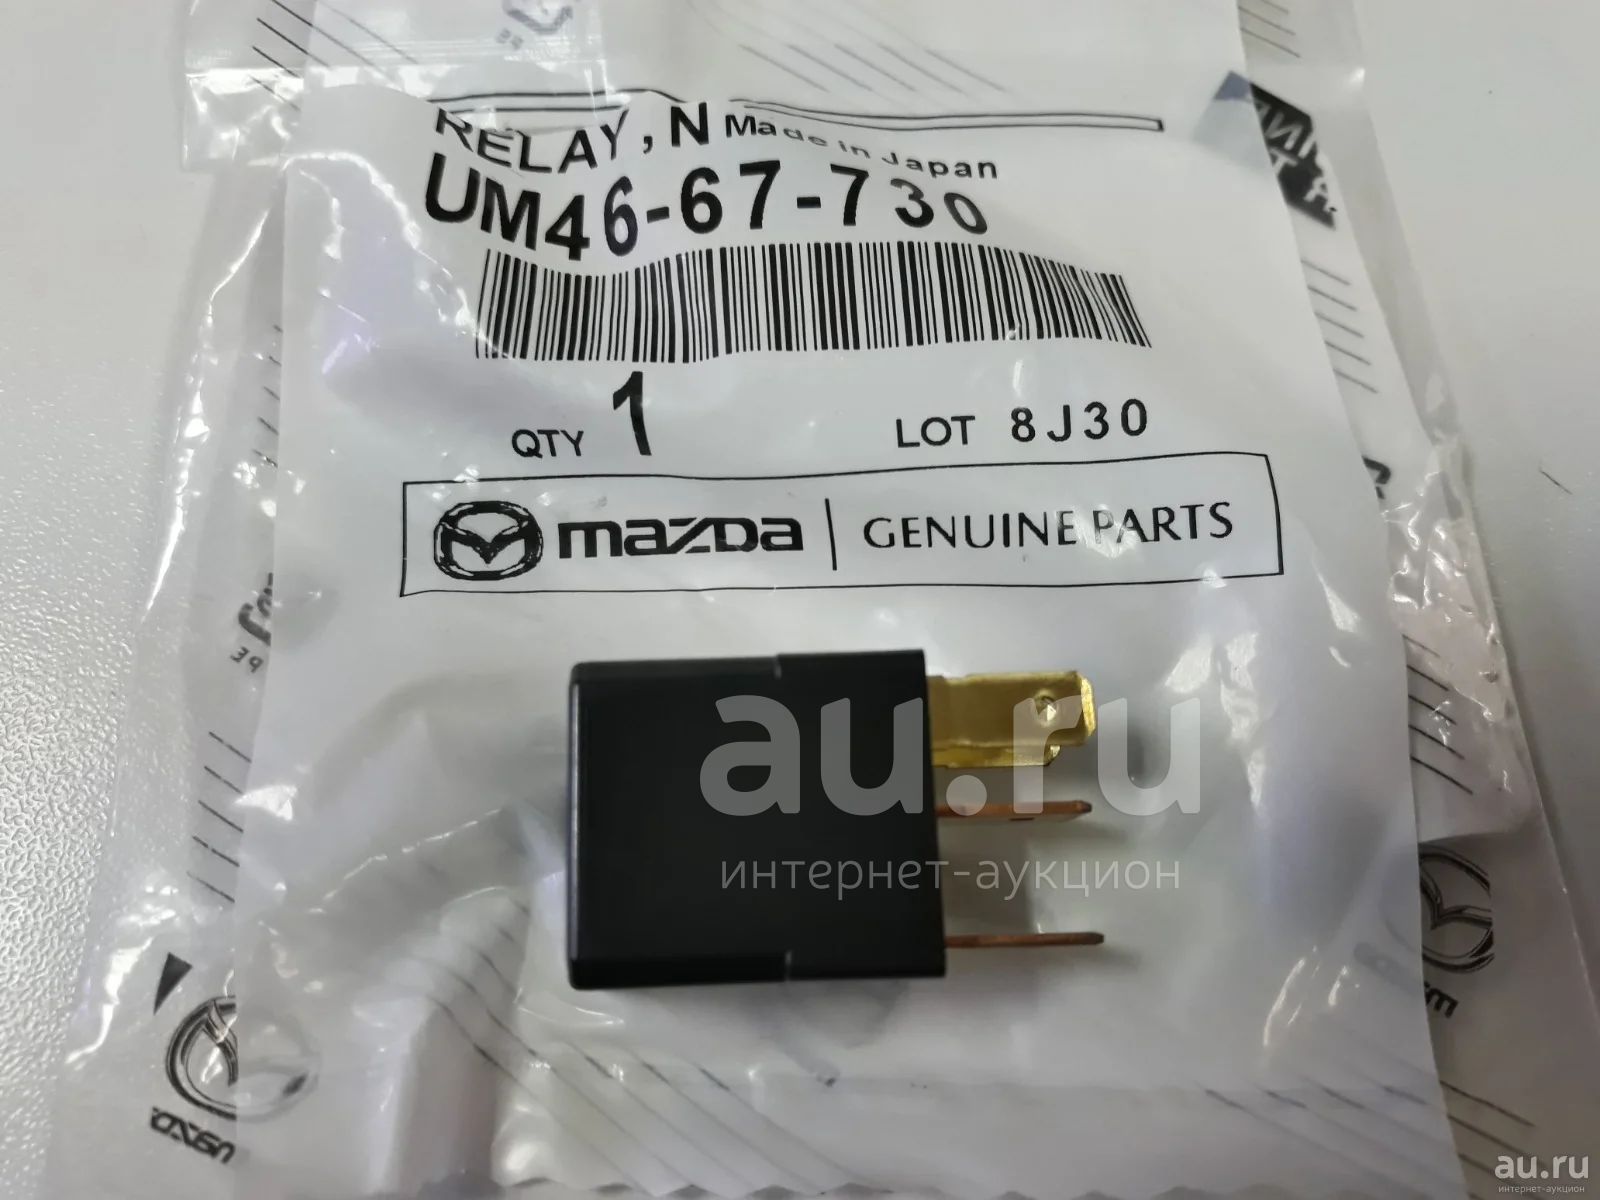 RELAY, N Made in Japan
UM46-67-730
QTY 1 LOT 8J30
mazda GENUINE PARTS
au.ru
интернет-аукцион
mazda
au.ru
интернет-аукцион